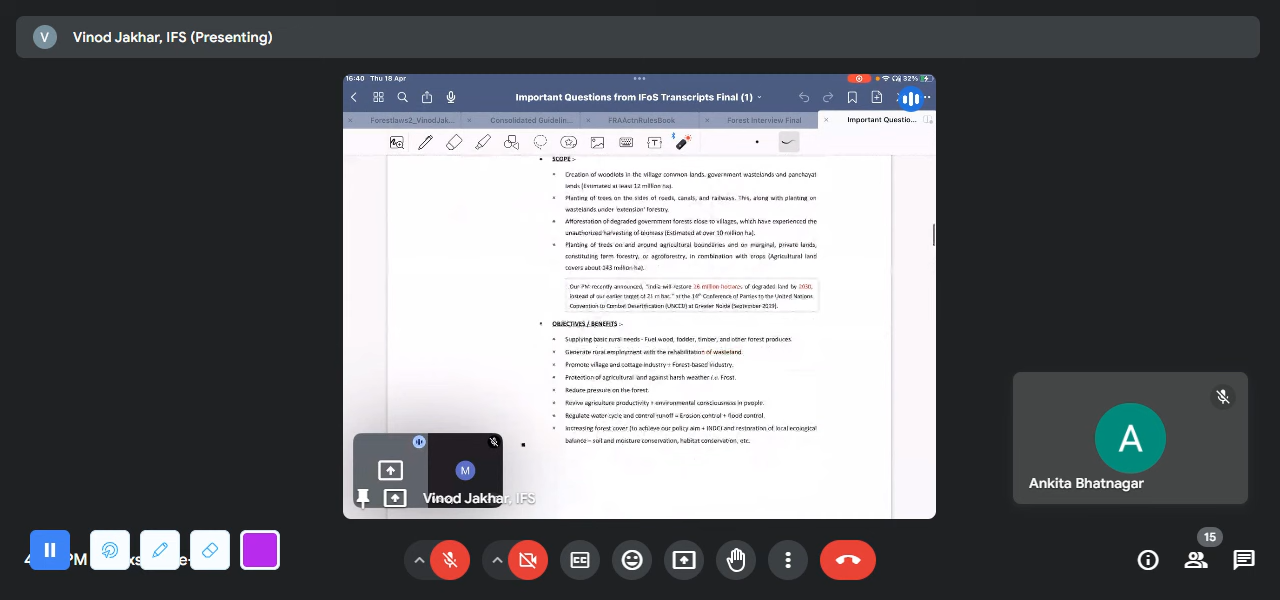 V Vinod Jakhar, IFS (Presenting)
16:40 Thu 18 Apr
32%
Important Questions from IFoS Transcripts Final (1)
Forestlaws2_VinodJak...
Consolidated Guidelin...
FRAActnRulesBook
Forest Interview Final
Important Questio...
SCOPE :-
Creation of woodlots in the village common lands, government wastelands and panchayat
lands (Estimated at least 12 million ha).
Planting of trees on the sides of roads, canals, and railways. This, along with planting on
wastelands under 'extension' forestry.
Afforestation of degraded government forests close to villages, which have experienced the
unauthorized harvesting of biomass (Estimated at over 10 million ha).
Planting of trees on and around agricultural boundaries and on marginal, private lands,
constituting farm forestry, or agroforestry, in combination with crops (Agricultural land
covers about 143 million ha).
Our PM recently announced, "India will restore 26 million hectares of degraded land by 2030,
instead of our earlier target of 21 m hac." at the 14th Conference of Parties to the United Nations
Convention to Combat Desertification (UNCCD) at Greater Noida (September 2019).
OBJECTIVES / BENEFITS :-
Supplying basic rural needs - Fuel wood, fodder, timber, and other forest produces.
Generate rural employment with the rehabilitation of wasteland.
Promote village and cottage industry + Forest-based industry.
Protection of agricultural land against harsh weather i.e. Frost.
Reduce pressure on the forest.
Revive agriculture productivity + environmental consciousness in people.
Regulate water cycle and control runoff = Erosion control + flood control.
Increasing forest cover (to achieve our policy aim + INDC) and restoration of local ecological
balance – soil and moisture conservation, habitat conservation, etc.
M
Vinod Jakhar, IFS
A
Ankita Bhatnagar
PM
CC
15